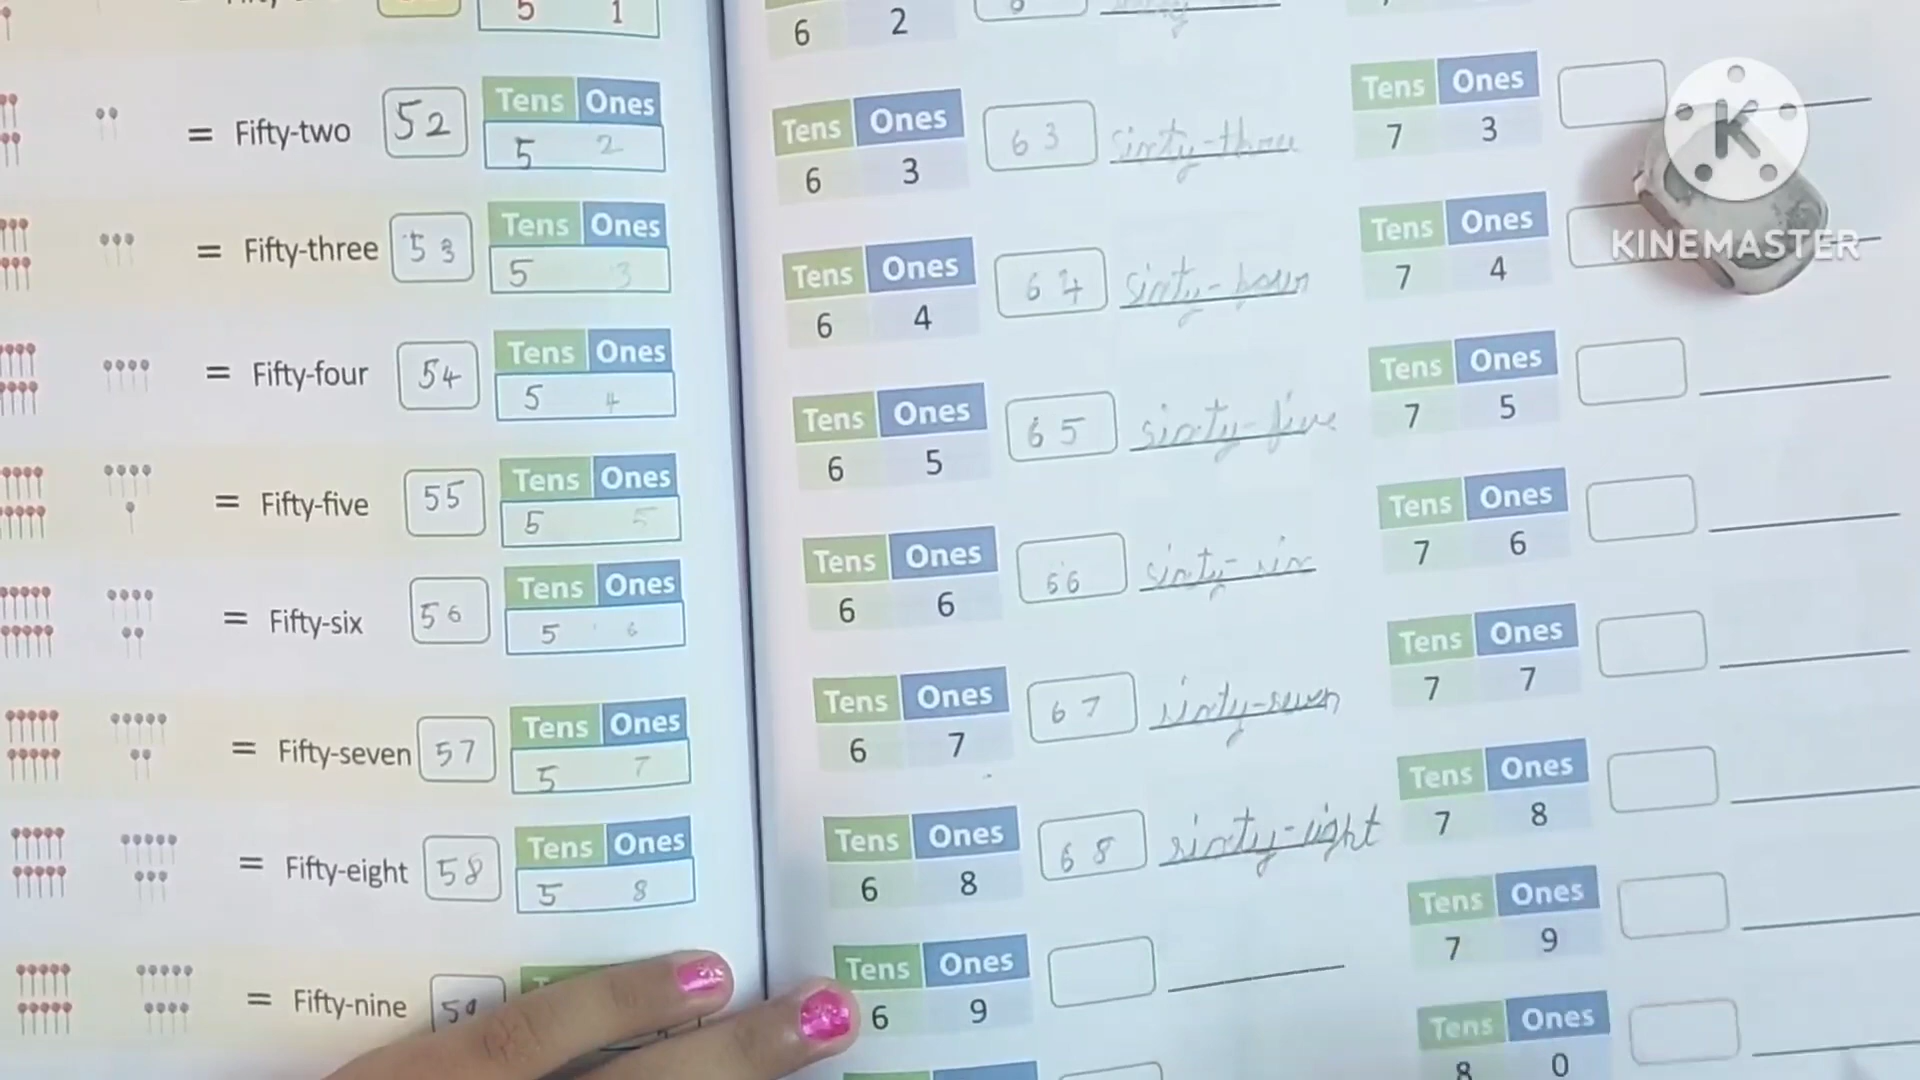 5 1
= Fifty-two 52 Tens Ones
5 2
= Fifty-three 53 Tens Ones
5 3
= Fifty-four 54 Tens Ones
5 4
= Fifty-five 55 Tens Ones
5 5
= Fifty-six 56 Tens Ones
5 6
= Fifty-seven 57 Tens Ones
5 7
= Fifty-eight 58 Tens Ones
5 8
= Fifty-nine 59
6 2
Tens Ones 63 sixty-three
6 3
Tens Ones 64 sixty-four
6 4
Tens Ones 65 sixty-five
6 5
Tens Ones 66 sixty-six
6 6
Tens Ones 67 sixty-seven
6 7
Tens Ones 68 sixty-eight
6 8
Tens Ones
6 9
Tens Ones
7 3
Tens Ones
7 4
Tens Ones
7 5
Tens Ones
7 6
Tens Ones
7 7
Tens Ones
7 8
Tens Ones
7 9
Tens Ones
8 0
K
KINEMASTER